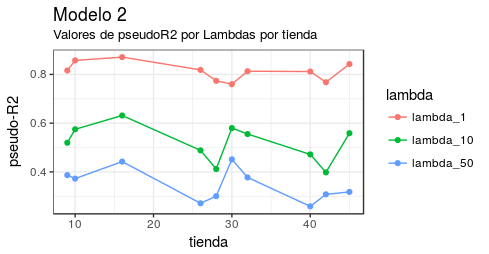 Modelo 2
Valores de pseudoR2 por Lambdas por tienda
pseudo-R2
0.8
0.6
0.4
10
20
30
40
tienda
lambda
lambda_1
lambda_10
lambda_50